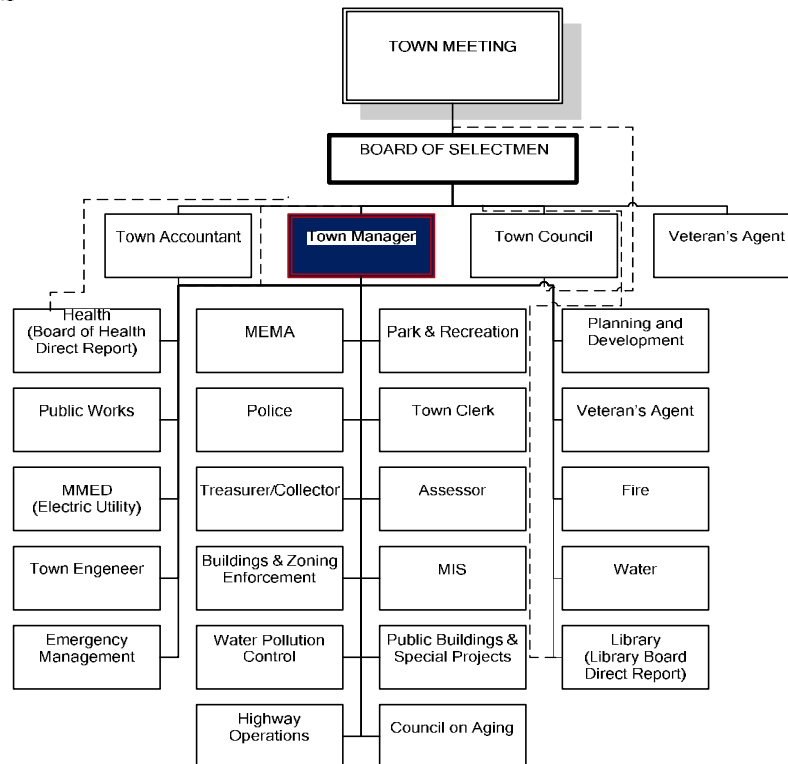 TOWN MEETING
BOARD OF SELECTMEN
Town Accountant
Town Manager
Town Council
Veteran's Agent
Health
(Board of Health
Direct Report)
MEMA
Park & Recreation
Planning and
Development
Public Works
Police
Town Clerk
Veteran's Agent
MMED
(Electric Utility)
Treasurer/Collector
Assessor
Fire
Town Engeneer
Buildings & Zoning
Enforcement
MIS
Water
Emergency
Management
Water Pollution
Control
Public Buildings &
Special Projects
Library
(Library Board
Direct Report)
Highway
Operations
Council on Aging